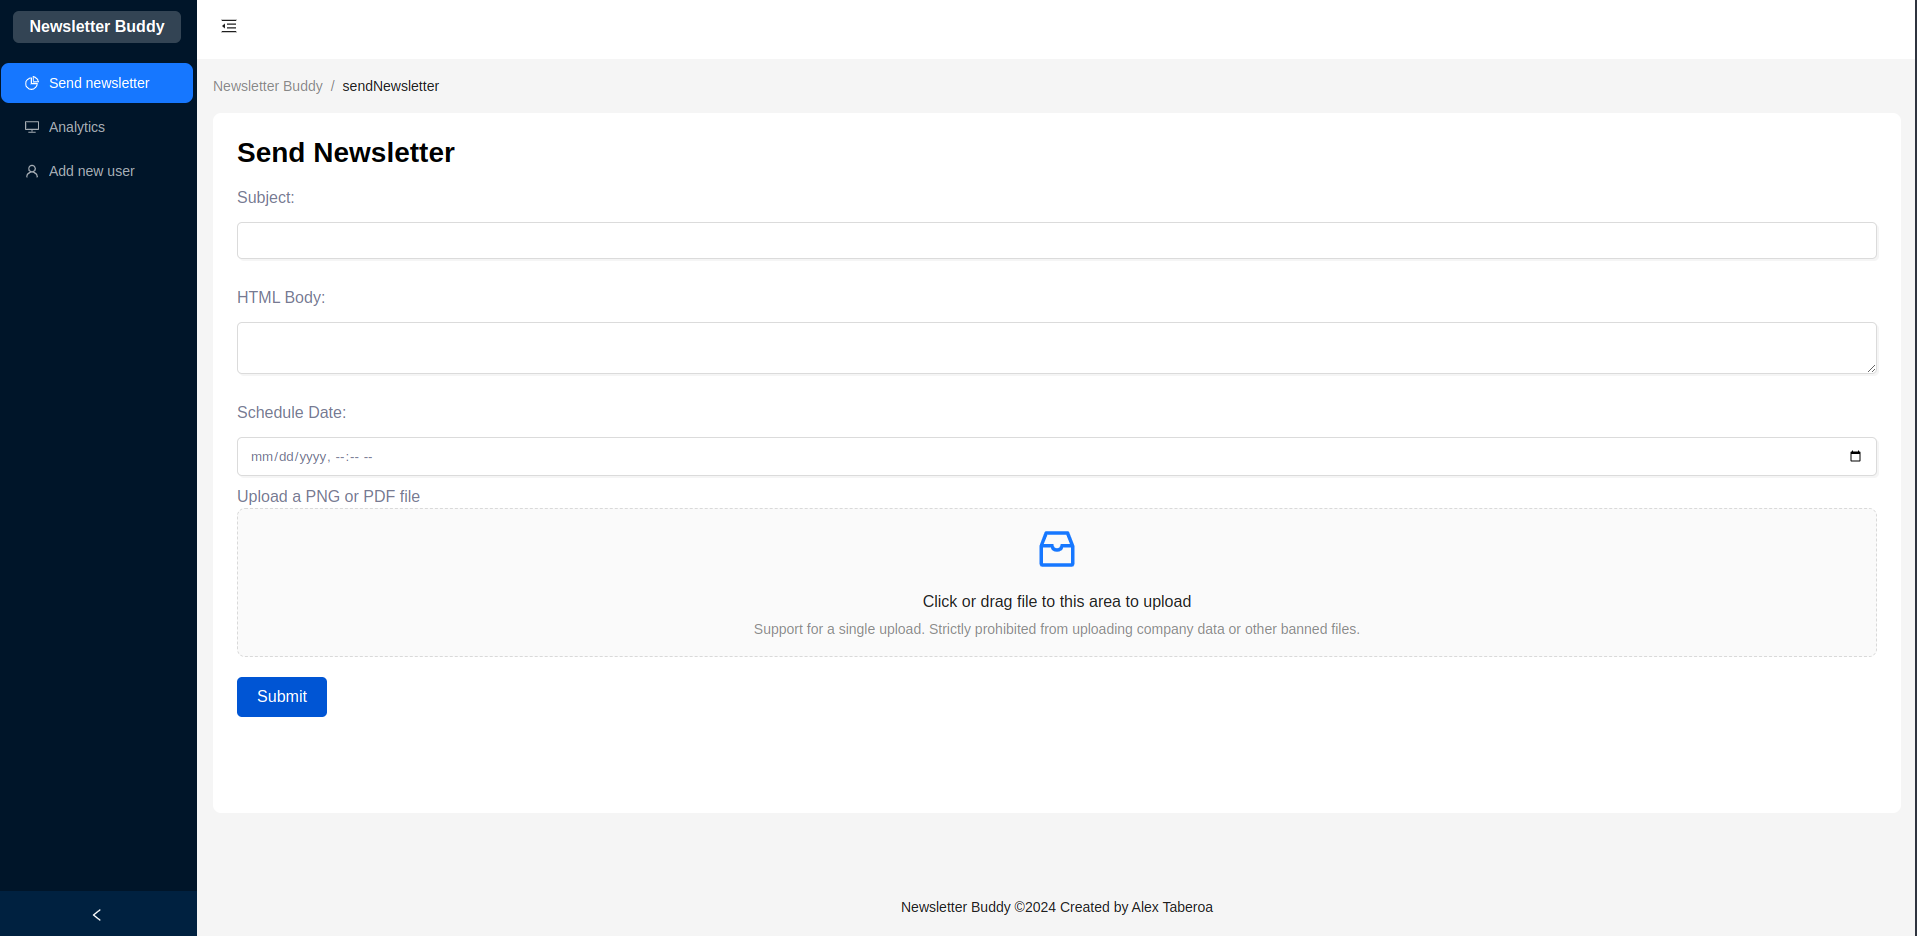 Newsletter Buddy
Send newsletter
Analytics
Add new user
Newsletter Buddy / sendNewsletter
Send Newsletter
Subject:
HTML Body:
Schedule Date:
mm/dd/yyyy, --:-- --
Upload a PNG or PDF file
Click or drag file to this area to upload
Support for a single upload. Strictly prohibited from uploading company data or other banned files.
Submit
Newsletter Buddy ©2024 Created by Alex Taberoa